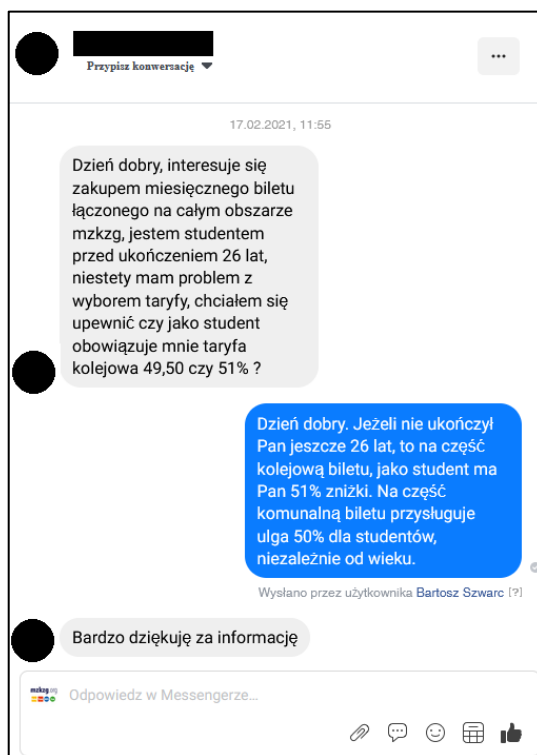 Przypisz konwersację
17.02.2021, 11:55
Dzień dobry, interesuje się
zakupem miesięcznego biletu
łączonego na całym obszarze
mzkzg, jestem studentem
przed ukończeniem 26 lat,
niestety mam problem z
wyborem taryfy, chciałem się
upewnić czy jako student
obowiązuje mnie taryfa
kolejowa 49,50 czy 51% ?
Dzień dobry. Jeżeli nie ukończył
Pan jeszcze 26 lat, to na część
kolejową biletu, jako student ma
Pan 51% zniżki. Na część
komunalną biletu przysługuje
ulga 50% dla studentów,
niezależnie od wieku.
Wysłano przez użytkownika Bartosz Szwarc [?]
Bardzo dziękuję za informację
mzkzg.org
Odpowiedz w Messengerze...